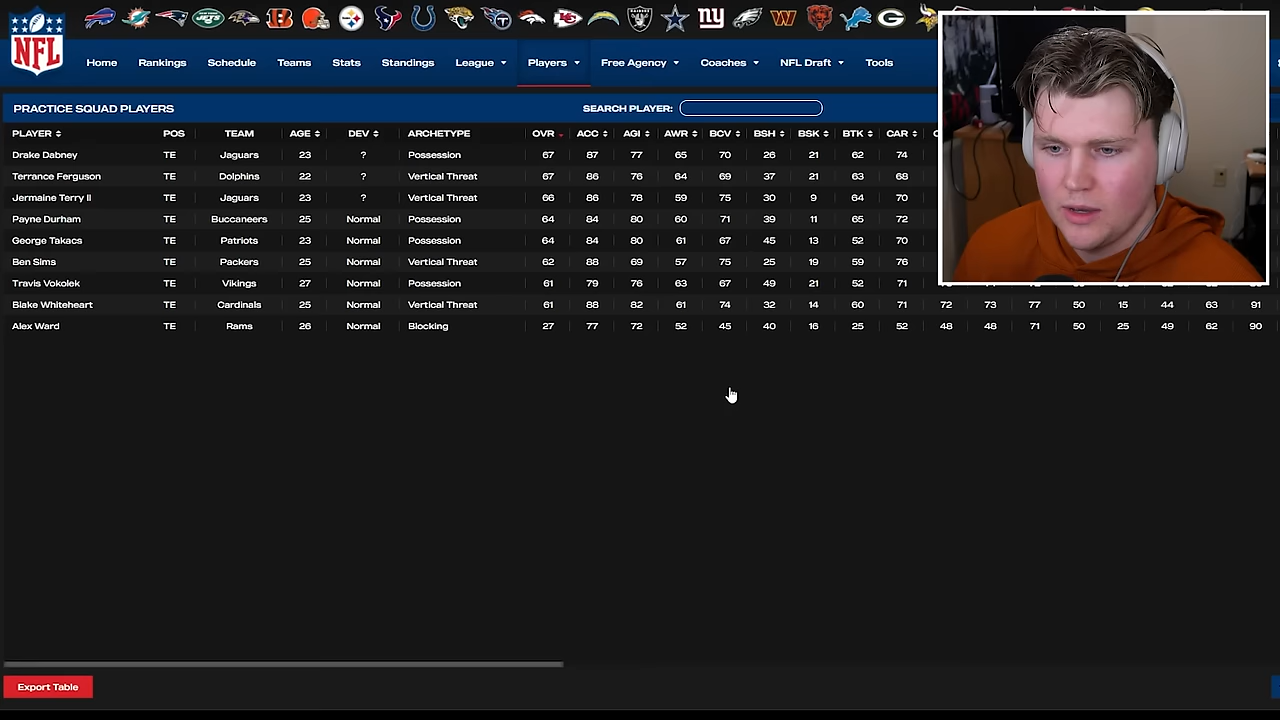 NFL
Home Rankings Schedule Teams Stats Standings League Players Free Agency Coaches NFL Draft Tools
PRACTICE SQUAD PLAYERS SEARCH PLAYER:
PLAYER POS TEAM AGE DEV ARCHETYPE OVR ACC AGI AWR BCV BSH BSK BTK CAR
Drake Dabney TE Jaguars 23 Possession 67 87 77 65 70 26 21 62 74
Terrance Ferguson TE Dolphins 22 ? Vertical Threat 67 86 76 64 69 37 21 63 68
Jermaine Terry II TE Jaguars 23 ? Vertical Threat 66 86 78 59 75 30 9 64 70
Payne Durham TE Buccaneers 25 Normal Possession 64 84 80 60 71 39 11 65 72
George Takacs TE Patriots 23 Normal Possession 64 84 80 61 67 45 13 52 70
Ben Sims TE Packers 25 Normal Vertical Threat 62 88 69 57 75 25 19 59 76
Travis Vokolek TE Vikings 27 Normal Possession 61 79 76 63 67 49 21 52 71
Blake Whiteheart TE Cardinals 25 Normal Vertical Threat 61 88 82 61 74 32 14 60 71 72 73 77 50 15 44 63 91
Alex Ward TE Rams 26 Normal Blocking 27 77 72 52 45 40 16 25 52 48 48 71 50 25 49 62 90
Export Table